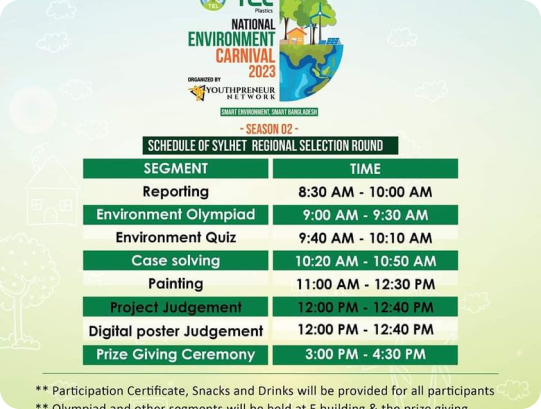 TEL
TEL
Plastics
NATIONAL
ENVIRONMENT
CARNIVAL
2023
ORGANIZED BY
YOUTHPRENEUR
NETWORK
SMART ENVIRONMENT, SMART BANGLADESH
- SEASON 02 -
SCHEDULE OF SYLHET REGIONAL SELECTION ROUND
SEGMENT TIME
Reporting 8:30 AM - 10:00 AM
Environment Olympiad 9:00 AM - 9:30 AM
Environment Quiz 9:40 AM - 10:10 AM
Case solving 10:20 AM - 10:50 AM
Painting 11:00 AM - 12:30 PM
Project Judgement 12:00 PM - 12:40 PM
Digital poster Judgement 12:00 PM - 12:40 PM
Prize Giving Ceremony 3:00 PM - 4:30 PM
** Participation Certificate, Snacks and Drinks will be provided for all participants
** Olympiad and other segments will be held at E building & the prize giving